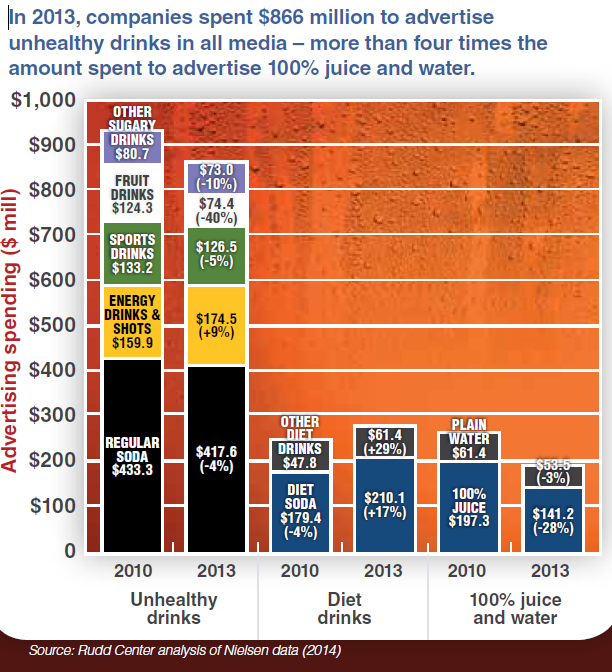 In 2013, companies spent $866 million to advertise
unhealthy drinks in all media – more than four times the
amount spent to advertise 100% juice and water.
Advertising spending ($ mill)
$1,000
$900
$800
$700
$600
$500
$400
$300
$200
$100
0
OTHER
SUGARY
DRINKS
$80.7
FRUIT
DRINKS
$124.3
SPORTS
DRINKS
$133.2
ENERGY
DRINKS &
SHOTS
$159.9
REGULAR
SODA
$433.3
$73.0
(-10%)
$74.4
(-40%)
$126.5
(-5%)
$174.5
(+9%)
$417.6
(-4%)
OTHER
DIET
DRINKS
$47.8
DIET
SODA
$179.4
(-4%)
$61.4
(+29%)
$210.1
(+17%)
PLAIN
WATER
$61.4
100%
JUICE
$197.3
$53.5
(-3%)
$141.2
(-28%)
2010
2013
2010
2013
2010
2013
Unhealthy
drinks
Diet
drinks
100% juice
and water
Source: Rudd Center analysis of Nielsen data (2014)